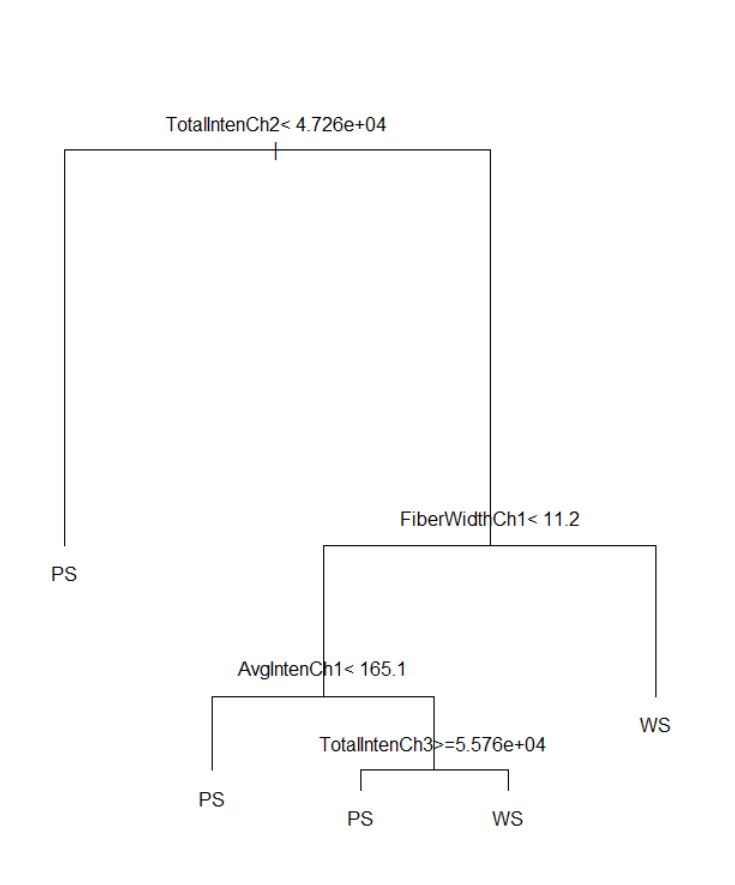 TotalIntenCh2< 4.726e+04
FiberWidthCh1< 11.2
PS
AvgIntenCh1< 165.1
WS
TotalIntenCh3>=5.576e+04
PS
PS
WS